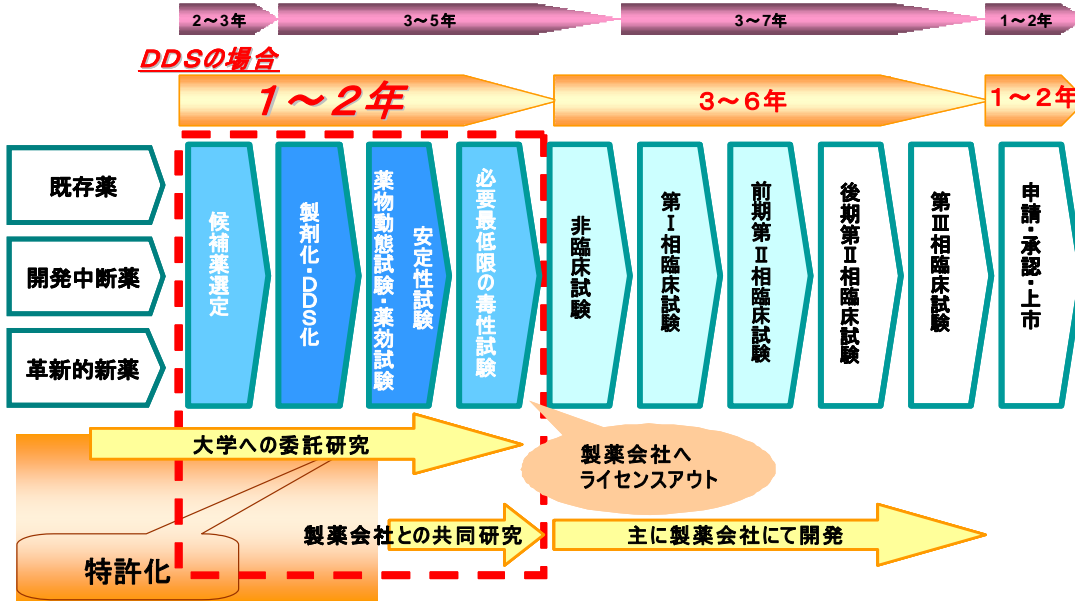 2～3年
3～5年
3～7年
1～2年
DDSの場合
1～2年
3～6年
1～2年
既存薬
開発中断薬
革新的新薬
候補薬選定
製剤化・DDS化
薬物動態試験・薬効試験
安定性試験
必要最低限の毒性試験
非臨床試験
第Ⅰ相臨床試験
前期第Ⅱ相臨床試験
後期第Ⅱ相臨床試験
第Ⅲ相臨床試験
申請・承認・上市
大学への委託研究
製薬会社へ
ライセンスアウト
製薬会社との共同研究
主に製薬会社にて開発
特許化